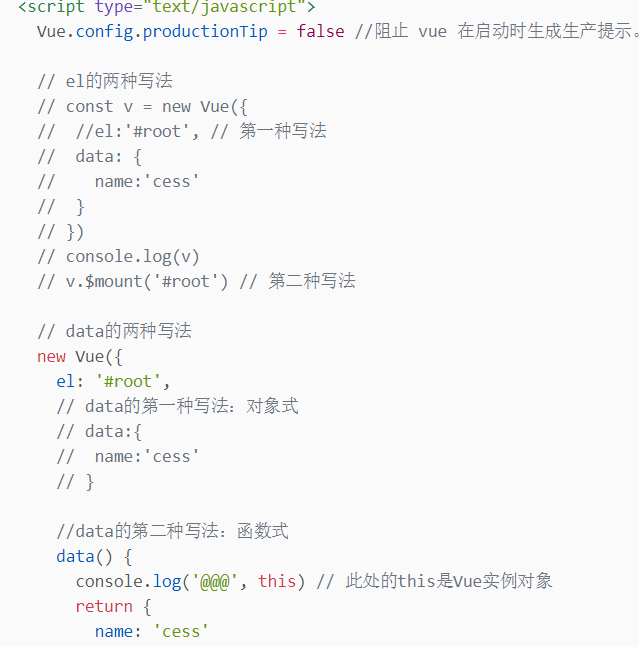 <script type="text/javascript">
Vue.config.productionTip = false //阻止 vue 在启动时生成生产提示。
// el的两种写法
// const v = new Vue({
//  //el:'#root', // 第一种写法
//  data: {
//    name:'cess'
//  }
// })
// console.log(v)
// v.$mount('#root') // 第二种写法
// data的两种写法
new Vue({
el: '#root',
// data的第一种写法：对象式
// data:{
//  name:'cess'
// }
//data的第二种写法：函数式
data() {
console.log('@@@', this) // 此处的this是Vue实例对象
return {
name: 'cess'